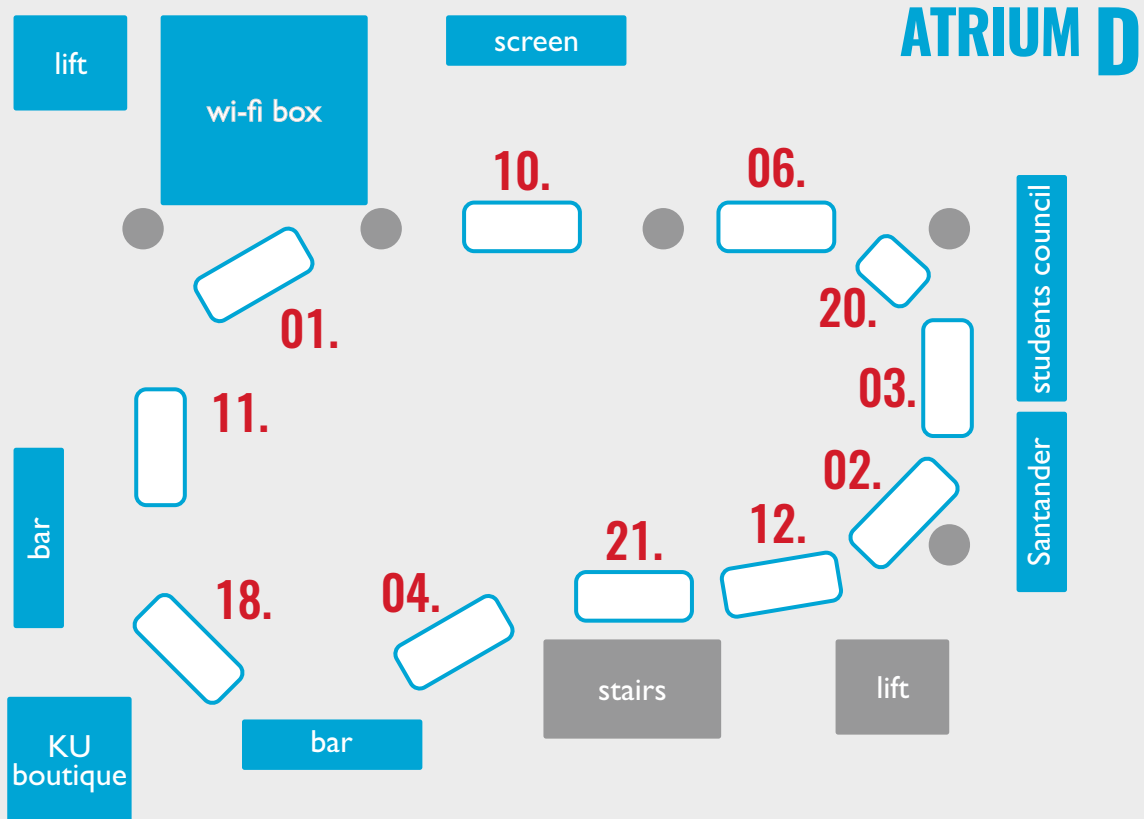 ATRIUM D
lift
wi-fi box
screen
10.
06.
students council
01.
20.
03.
11.
02.
Santander
bar
21.
12.
18.
04.
stairs
lift
KU
boutique
bar